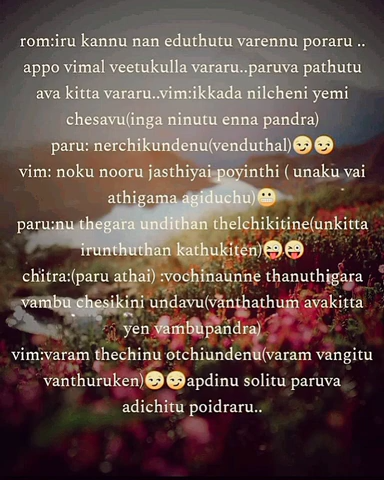 rom:iru kannu nan eduthutu varennu poraru ..
appo vimal veetukulla vararu..paruva pathutu
ava kitta vararu..vim:ikkada nilcheni yemi
chesavu(inga ninutu enna pandra)
paru: nerchikundenu(venduthal)😏😏
vim: noku nooru jasthiyai poyinthi ( unaku vai
athigama agiduchu)😬
paru:nu thegara undithan thelchikitine(unkitta
irunthuthan kathukiten)😜😜
chitra:(paru athai) :vochinaunne thanuthigara
vambu chesikini undavu(vanthathum avakitta
yen vambupandra)
vim:varam thechinu otchiundenu(varam vangitu
vanthuruken)😏😏apdinu solitu paruva
adichitu poidraru..